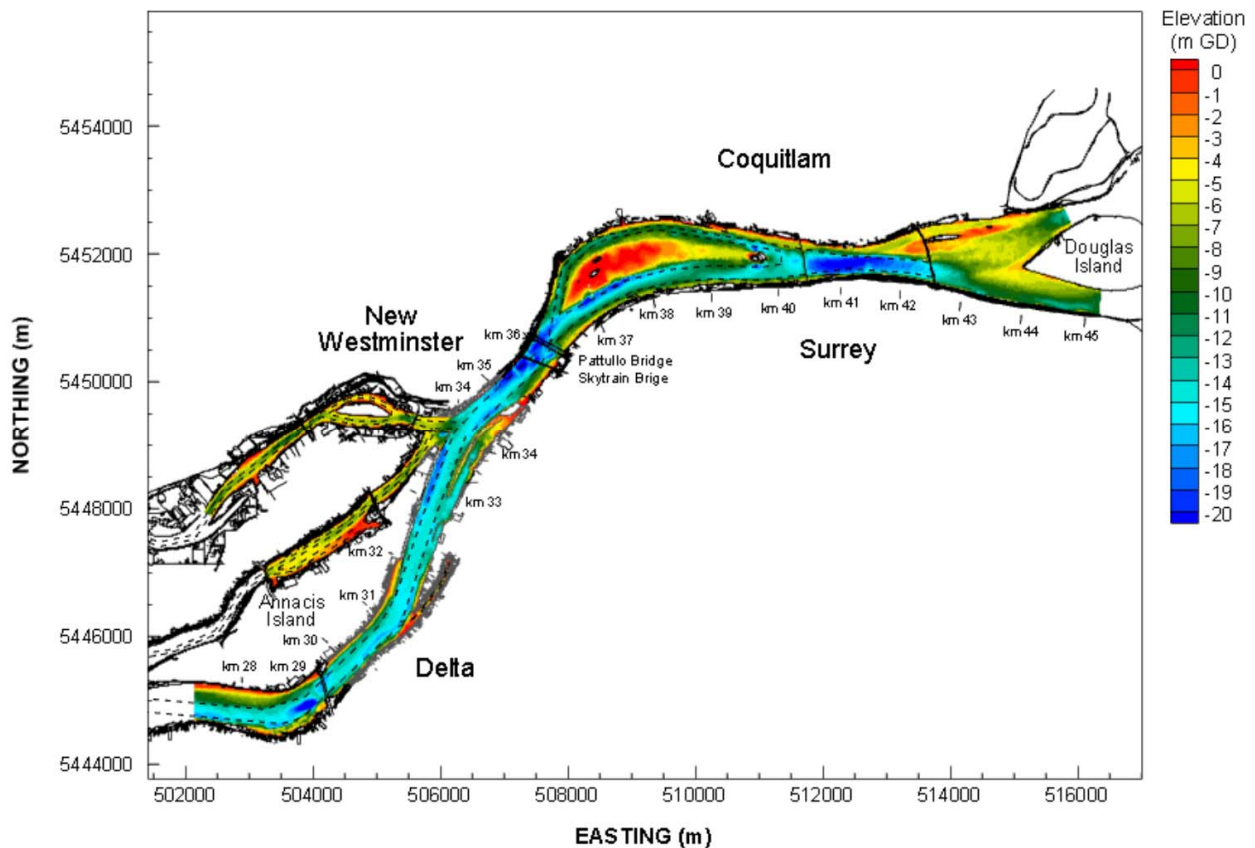 Elevation
(m GD)
0
-1
-2
-3
-4
-5
-6
-8
-9
-10
-11
-12
-13
-14
-15
-16
-17
-18
-19
-20
5454000
5452000
5450000
5448000
5446000
5444000
NORTHING (m)
Coquitlam
Douglas
Island
New
Westminster
km 36
km 35
km 34
km 37
km 38
km 39
km 40
km 41
km 42
km 43
km 44
km 45
Surrey
Pattullo Bridge
Skytrain Brige
km 34
km 33
km 32
km 31
km 30
km 29
km 28
Annacis
Island
Delta
502000
504000
506000
508000
510000
512000
514000
516000
EASTING (m)